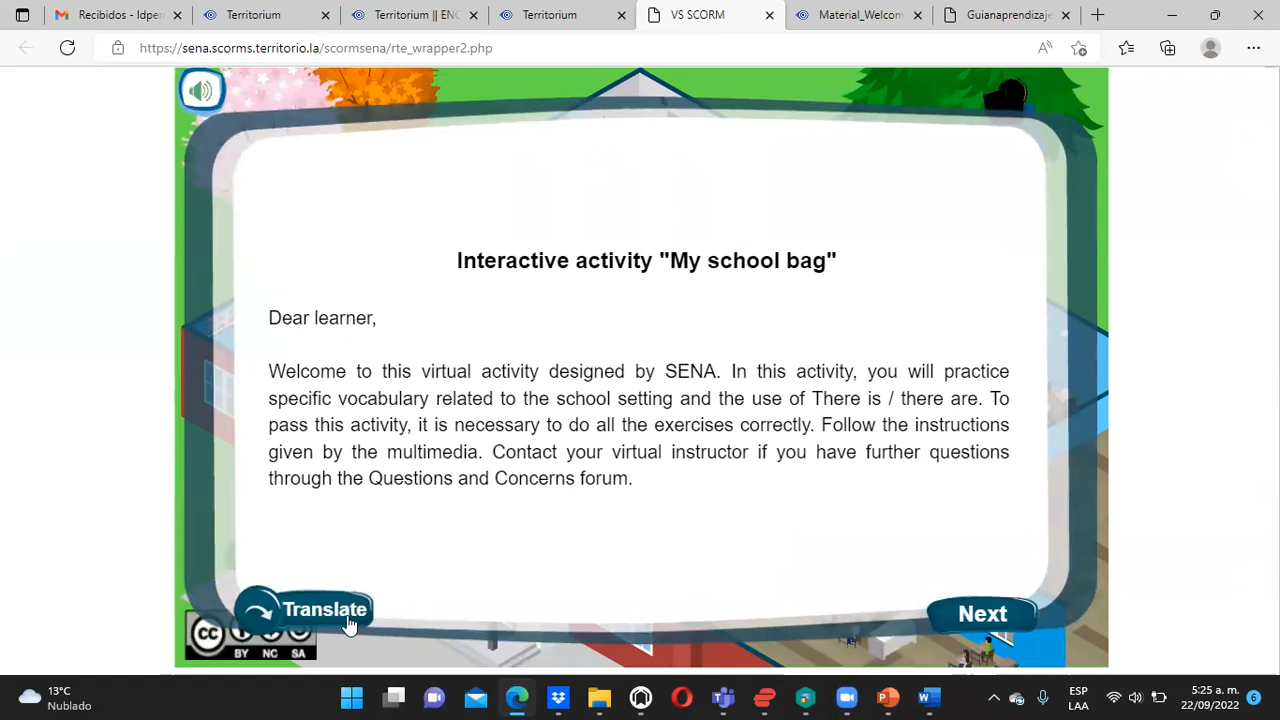 Recibidos - ldper
Territorium
Territorium || ENC
Territorium
VS SCORM
Material_Welcom
Guianaprendizaje
https://sena.scorms.territorio.la/scormsena/rte_wrapper2.php
Interactive activity "My school bag"
Dear learner,
Welcome to this virtual activity designed by SENA. In this activity, you will practice
specific vocabulary related to the school setting and the use of There is / there are. To
pass this activity, it is necessary to do all the exercises correctly. Follow the instructions
given by the multimedia. Contact your virtual instructor if you have further questions
through the Questions and Concerns forum.
Translate
Next
cc
BY NC SA
13°C
Nublado
ESP
LAA
5:25 a. m.
22/09/2022
6